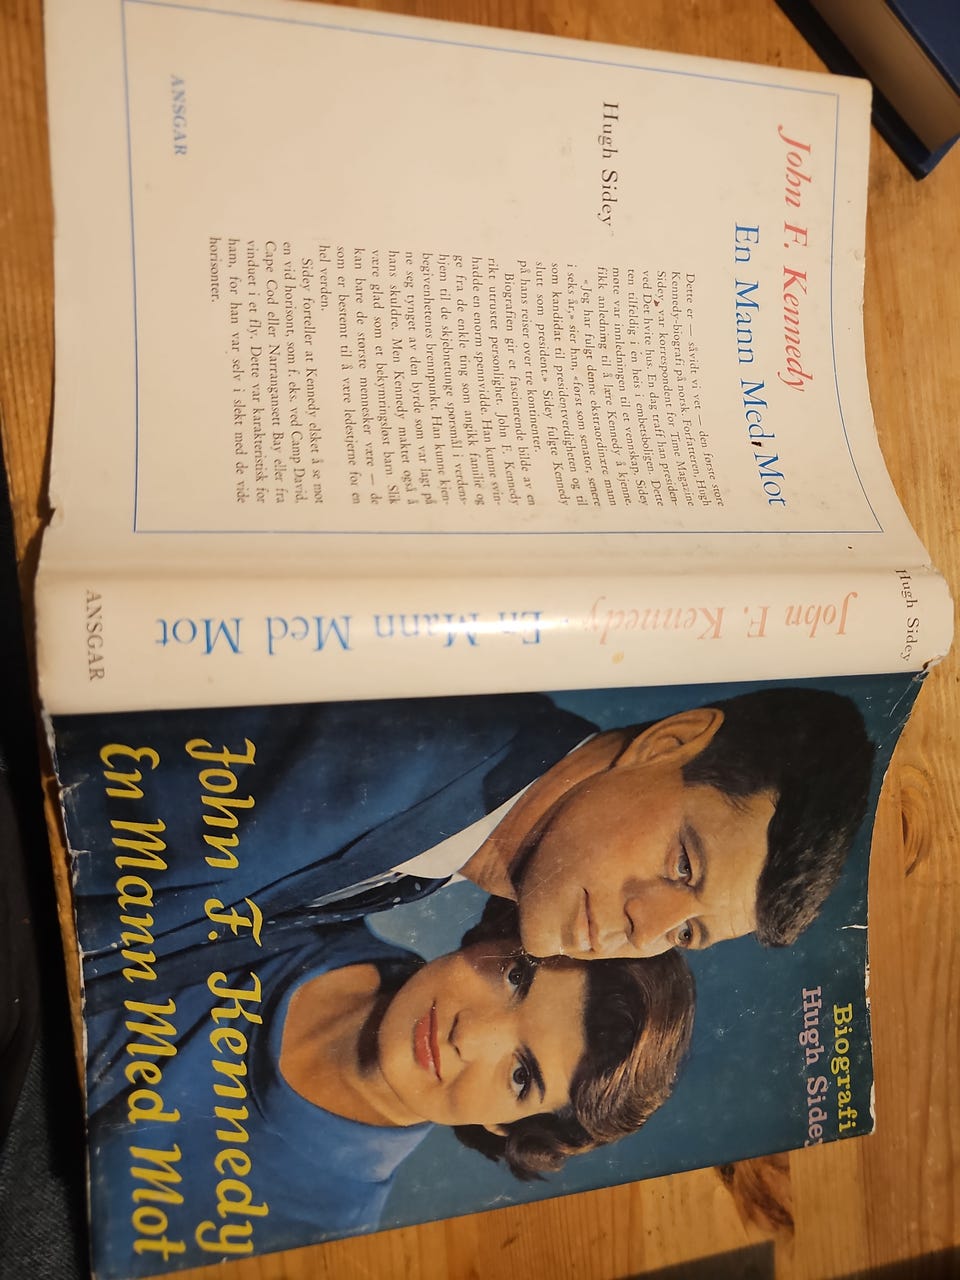 John F. Kennedy
En Mann Med Mot
Hugh Sidey
Dette er — såvidt vi vet — den første store
Kennedy-biografi på norsk. Forfatteren, Hugh
Sidey, var korrespondent for Time Magazine
ved Det hvite hus. En dag traff han presiden-
ten tilfeldig i en heis i embetsboligen. Dette
møte var innledningen til et vennskap. Sidey
fikk anledning til å lære Kennedy å kjenne.
«Jeg har fulgt denne ekstraordinære mann
i seks år,» sier han, «først som senator, senere
som kandidat til presidentverdigheten og til
slutt som president.» Sidey fulgte Kennedy
på hans reiser over tre kontinenter.
Biografien gir et fascinerende bilde av en
rikt utrustet personlighet. John F. Kennedy
hadde en enorm spennvidde. Han kunne svin-
ge fra de enkle ting som angikk familie og
hjem til de skjebnetunge spørsmål i verdens-
begivenhetenes brennpunkt. Han kunne kjen-
ne seg tynget av den byrde som var lagt på
hans skuldre. Men Kennedy maktet også å
være glad som et bekymringsløst barn. Slik
kan bare de største mennesker være — de
som er bestemt til å være ledestjerne for en
hel verden.
Sidey forteller at Kennedy elsket å se mot
en vid horisont, som f. eks. ved Camp David,
Cape Cod eller Narranganset Bay eller fra
vinduet i et fly. Dette var karakteristisk for
ham, for han var selv i slekt med de vide
horisonter.
ANSGAR
Hugh Sidey
John F. Kennedy · En Mann Med Mot
ANSGAR
Biografi
Hugh Sidey
John F. Kennedy
En Mann Med Mot